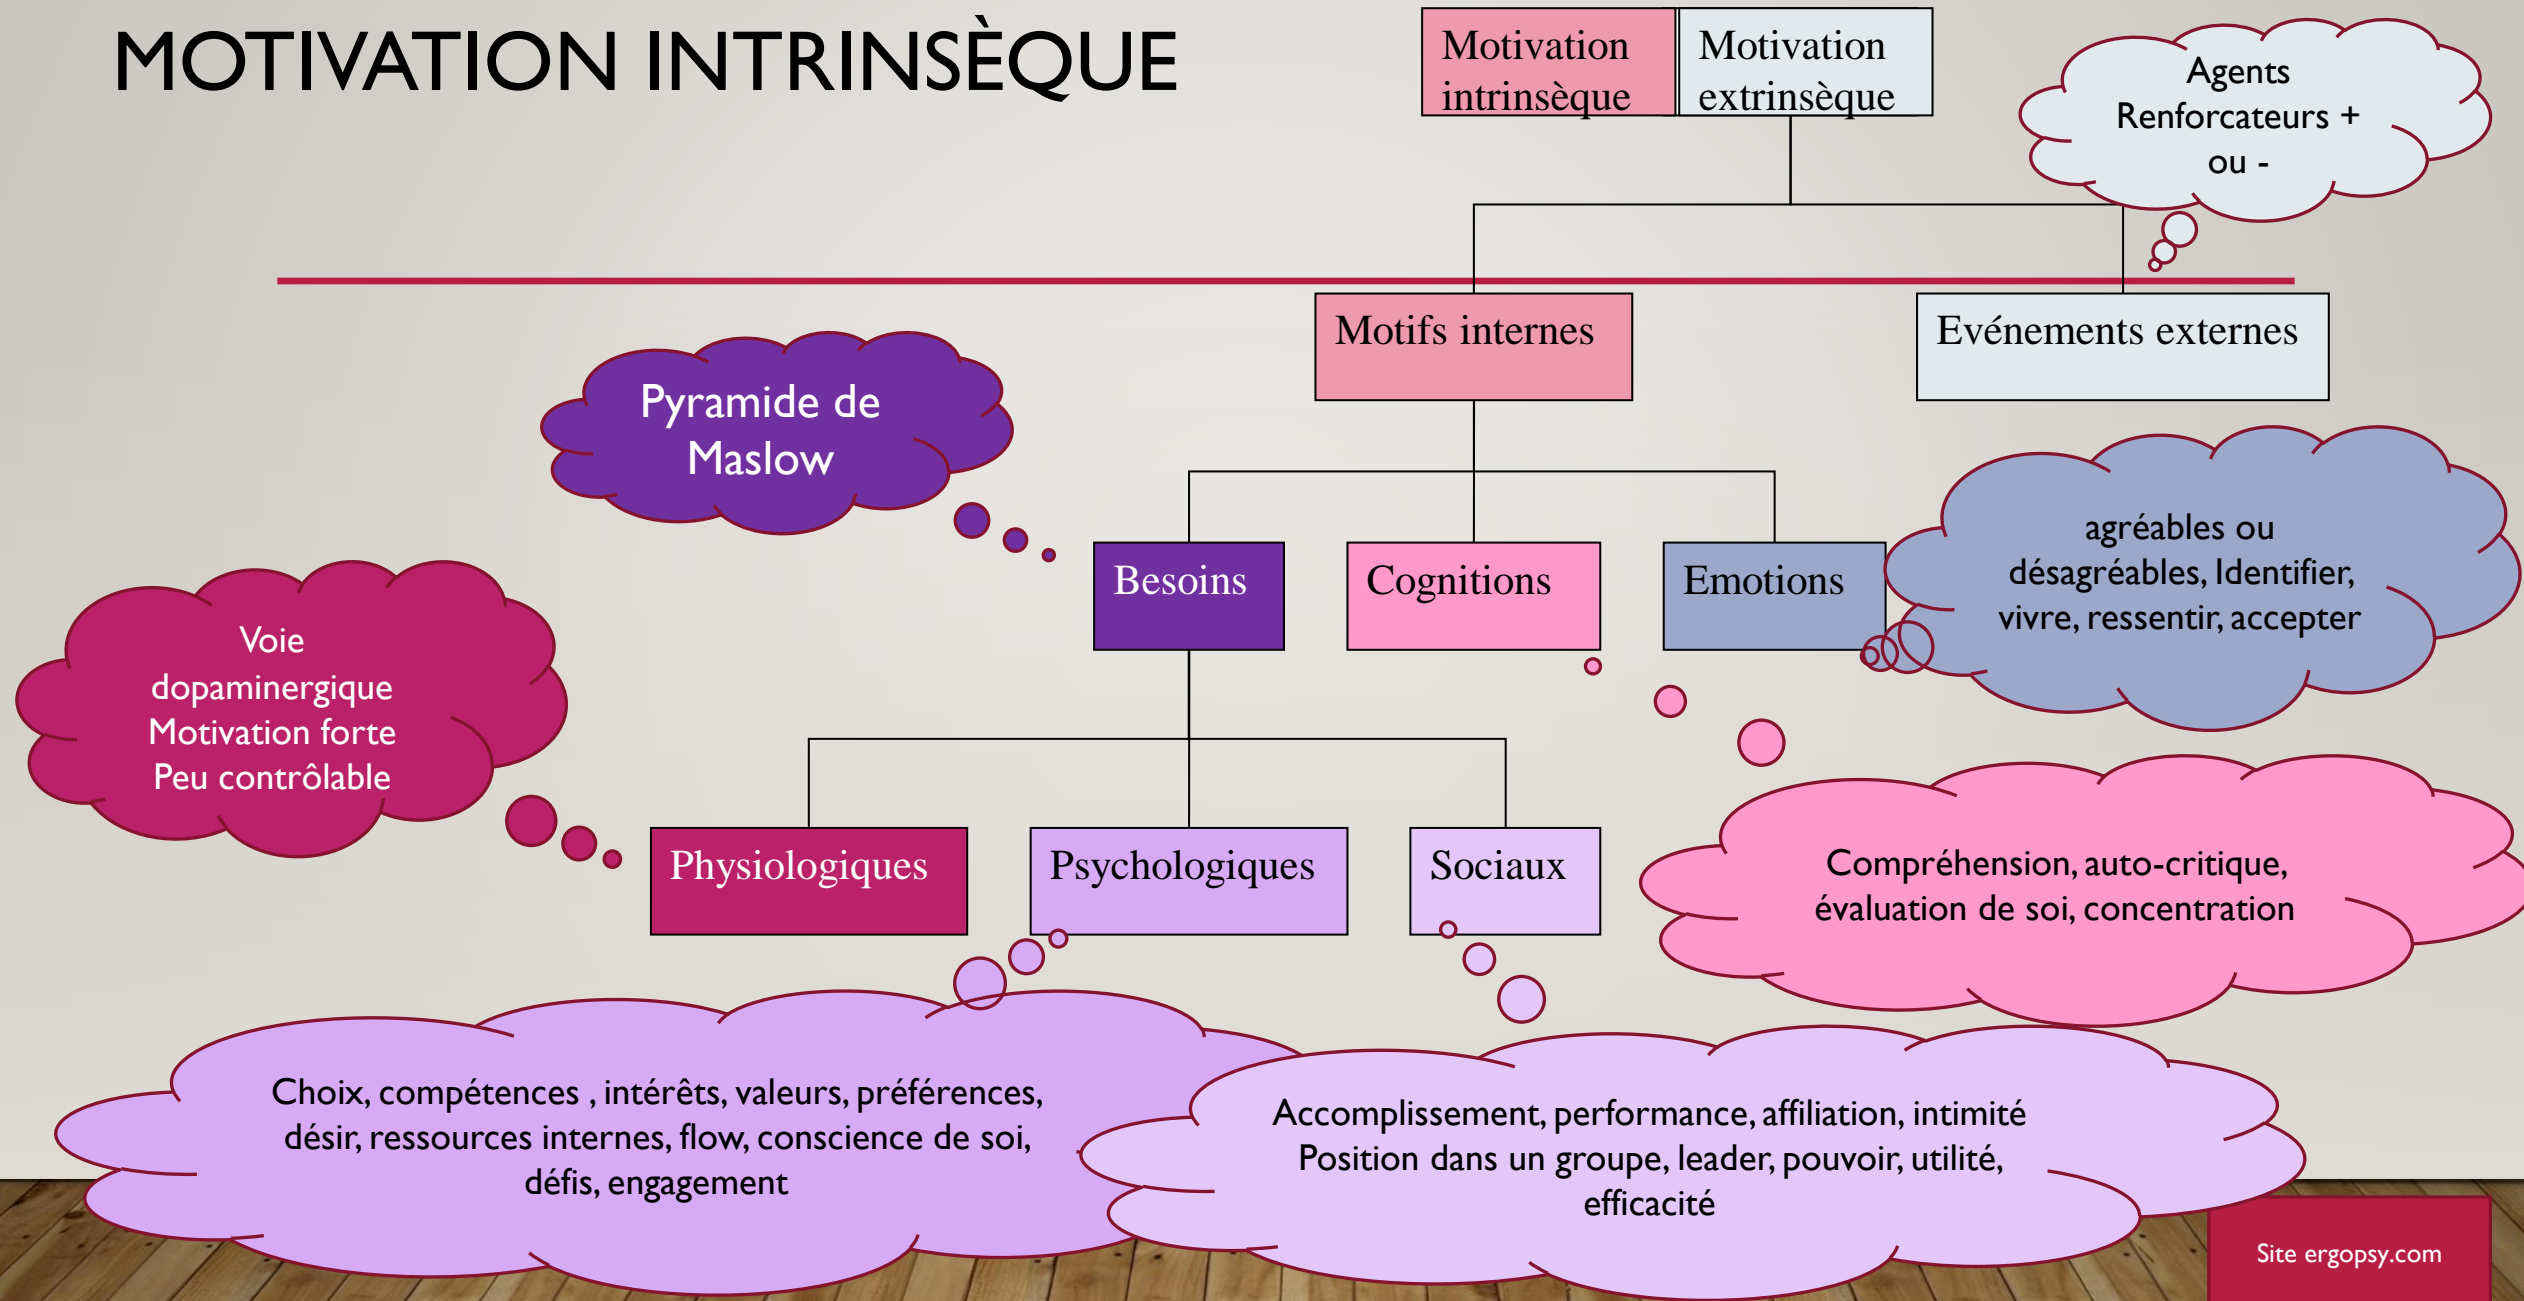 MOTIVATION INTRINSÈQUE
Motivation
intrinsèque
Motivation
extrinsèque
Agents
Renforcateurs +
ou -
Motifs internes
Evénements externes
Pyramide de
Maslow
agréables ou
désagréables, Identifier,
vivre, ressentir, accepter
Besoins
Cognitions
Emotions
Voie
dopaminergique
Motivation forte
Peu contrôlable
Physiologiques
Psychologiques
Sociaux
Compréhension, auto-critique,
évaluation de soi, concentration
Choix, compétences , intérêts, valeurs, préférences,
désir, ressources internes, flow, conscience de soi,
défis, engagement
Accomplissement, performance, affiliation, intimité
Position dans un groupe, leader, pouvoir, utilité,
efficacité
Site ergopsy.com